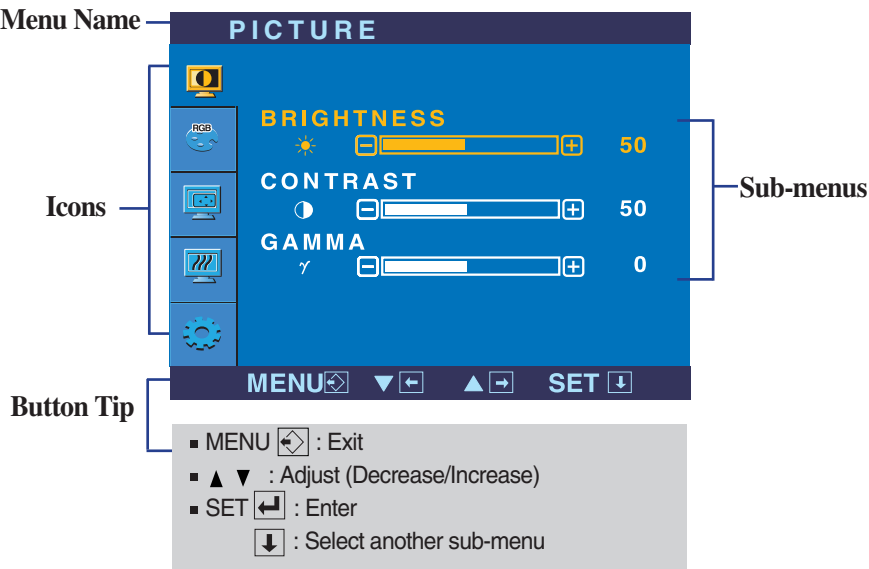 Menu Name
PICTURE
RGB
BRIGHTNESS
50
CONTRAST
50
GAMMA
γ 0
Icons
Sub-menus
MENU ▼ ← ▲ → SET ↓
Button Tip
▪ MENU : Exit
▪ ▲ ▼ : Adjust (Decrease/Increase)
▪ SET ↵ : Enter
↓ : Select another sub-menu